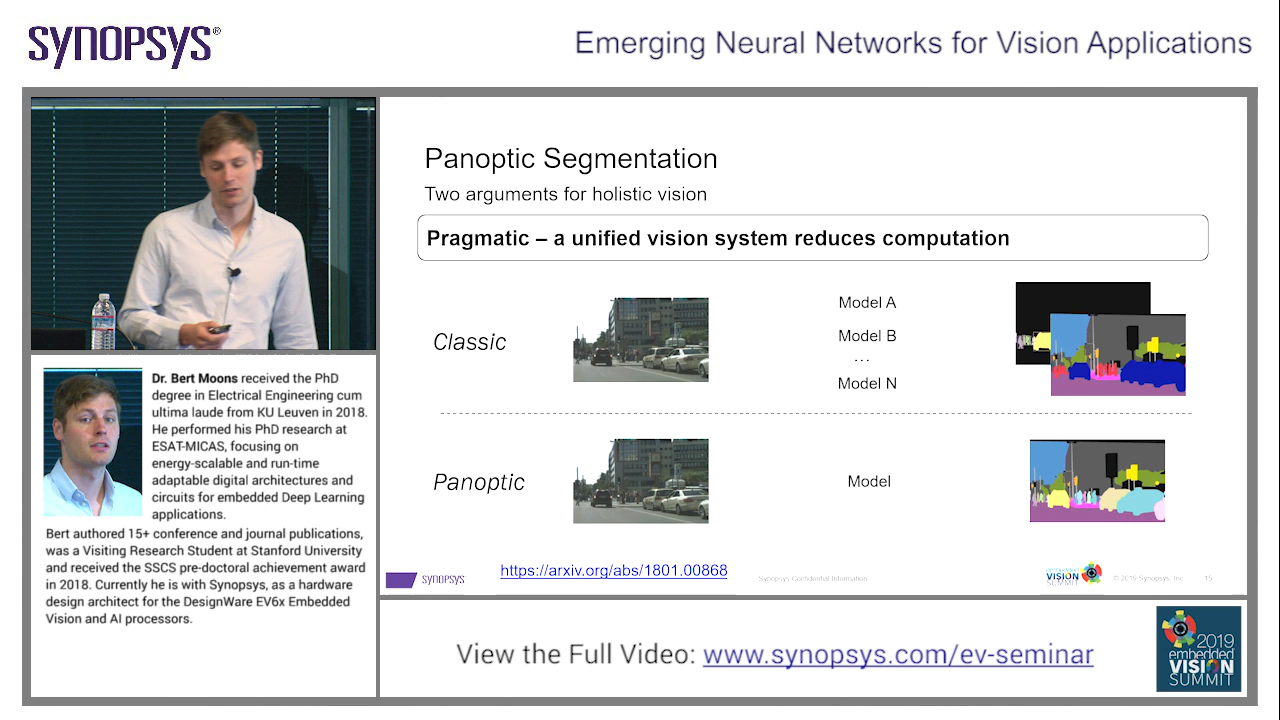 SYNOPSYS®
Emerging Neural Networks for Vision Applications
Panoptic Segmentation
Two arguments for holistic vision
Pragmatic – a unified vision system reduces computation
Classic
Model A
Model B
...
Model N
Panoptic
Model
SYNOPSYS
https://arxiv.org/abs/1801.00868
Synopsys Confidential Information
embedded
VISION
SUMMIT
© 2019 Synopsys, Inc.
15
Dr. Bert Moons received the PhD
degree in Electrical Engineering cum
ultima laude from KU Leuven in 2018.
He performed his PhD research at
ESAT-MICAS, focusing on
energy-scalable and run-time
adaptable digital architectures and
circuits for embedded Deep Learning
applications.
Bert authored 15+ conference and journal publications,
was a Visiting Research Student at Stanford University
and received the SSCS pre-doctoral achievement award
in 2018. Currently he is with Synopsys, as a hardware
design architect for the DesignWare EV6x Embedded
Vision and AI processors.
View the Full Video: www.synopsys.com/ev-seminar
2019
embedded
VISION
SUMMIT